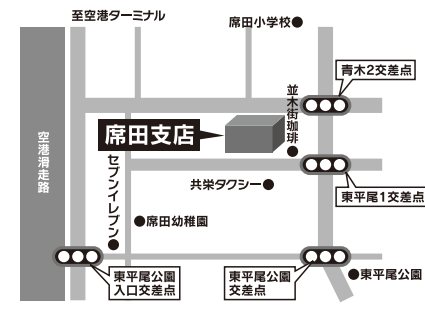 至空港ターミナル
席田小学校
青木2交差点
並木街珈琲
席田支店
空港滑走路
セブンイレブン
共栄タクシー
東平尾1交差点
席田幼稚園
東平尾公園
入口交差点
東平尾公園
交差点
東平尾公園